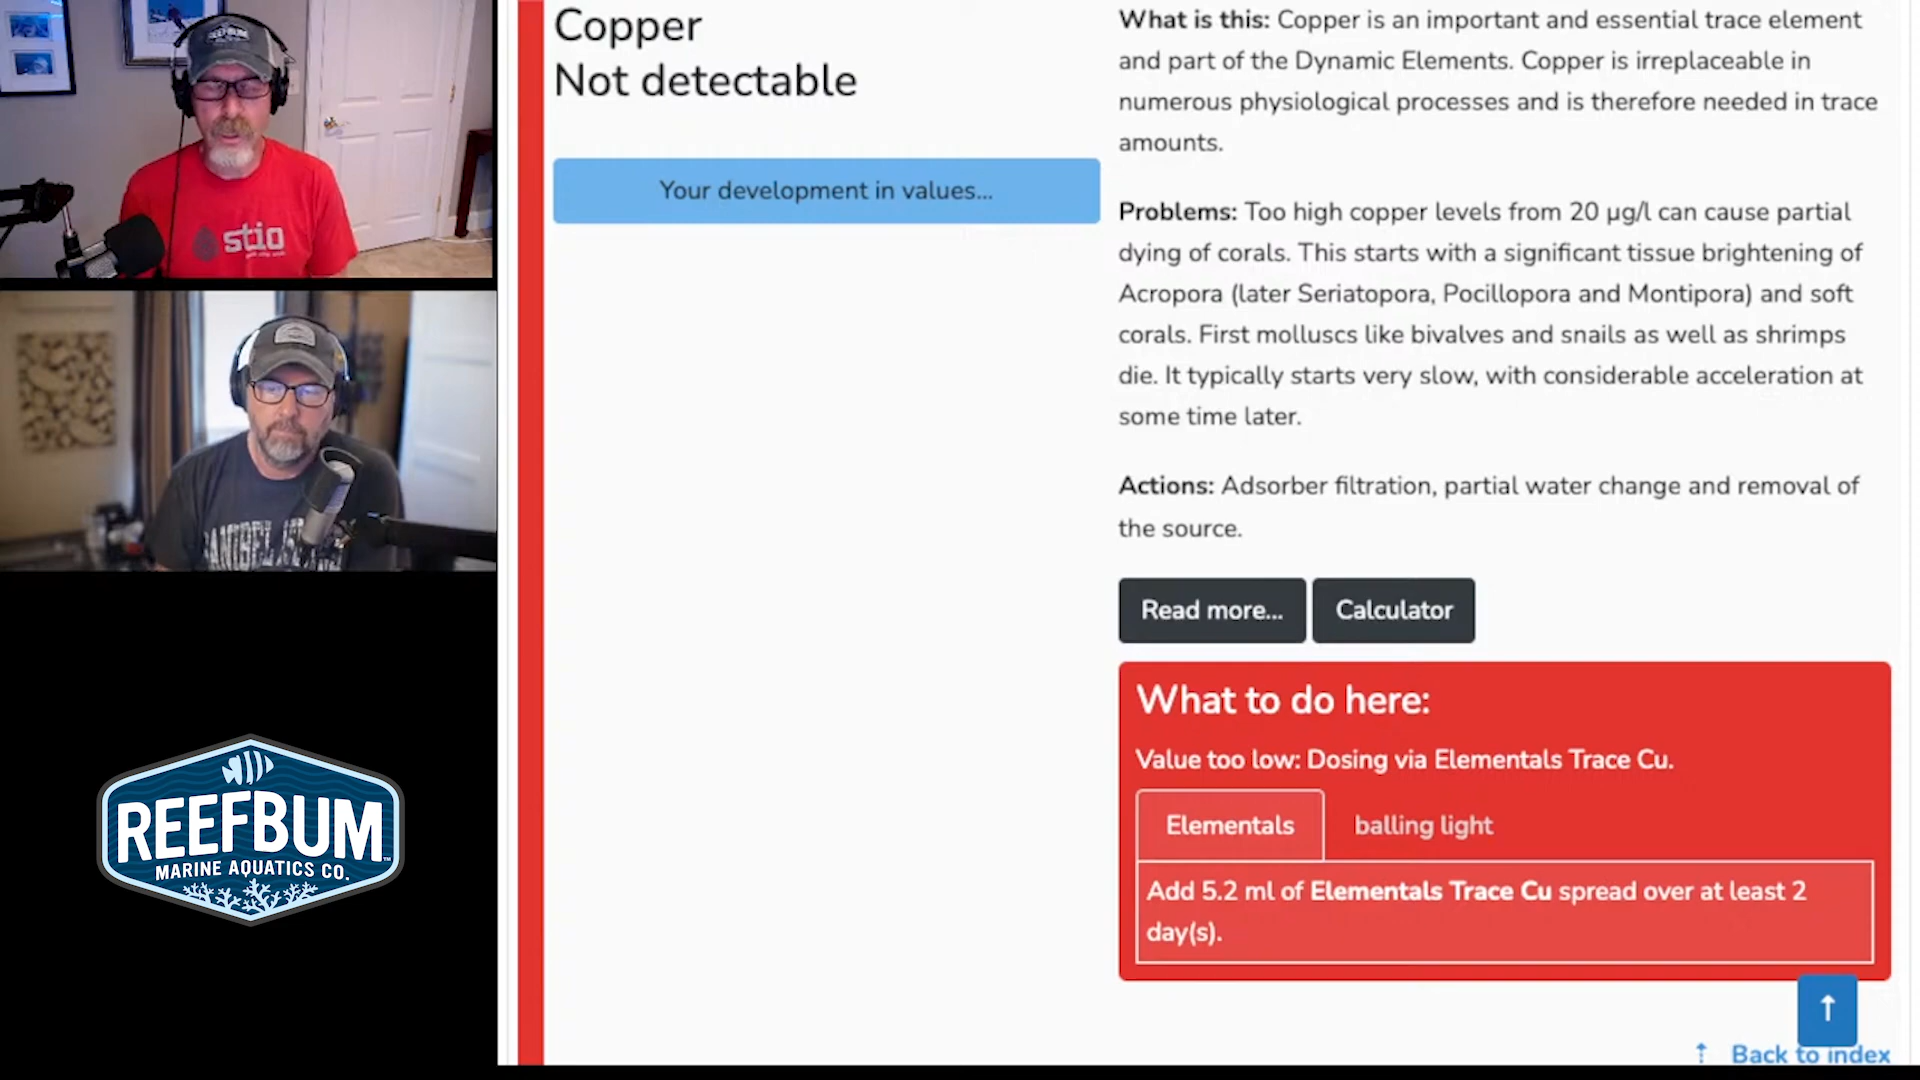 REEFBUM
stio
Copper
Not detectable
Your development in values...
What is this: Copper is an important and essential trace element
and part of the Dynamic Elements. Copper is irreplaceable in
numerous physiological processes and is therefore needed in trace
amounts.
Problems: Too high copper levels from 20 µg/l can cause partial
dying of corals. This starts with a significant tissue brightening of
Acropora (later Seriatopora, Pocillopora and Montipora) and soft
corals. First molluscs like bivalves and snails as well as shrimps
die. It typically starts very slow, with considerable acceleration at
some time later.
Actions: Adsorber filtration, partial water change and removal of
the source.
Read more...
Calculator
What to do here:
Value too low: Dosing via Elementals Trace Cu.
Elementals
balling light
Add 5.2 ml of Elementals Trace Cu spread over at least 2
day(s).
↑
⇡ Back to index
REEFBUM™
MARINE AQUATICS CO.